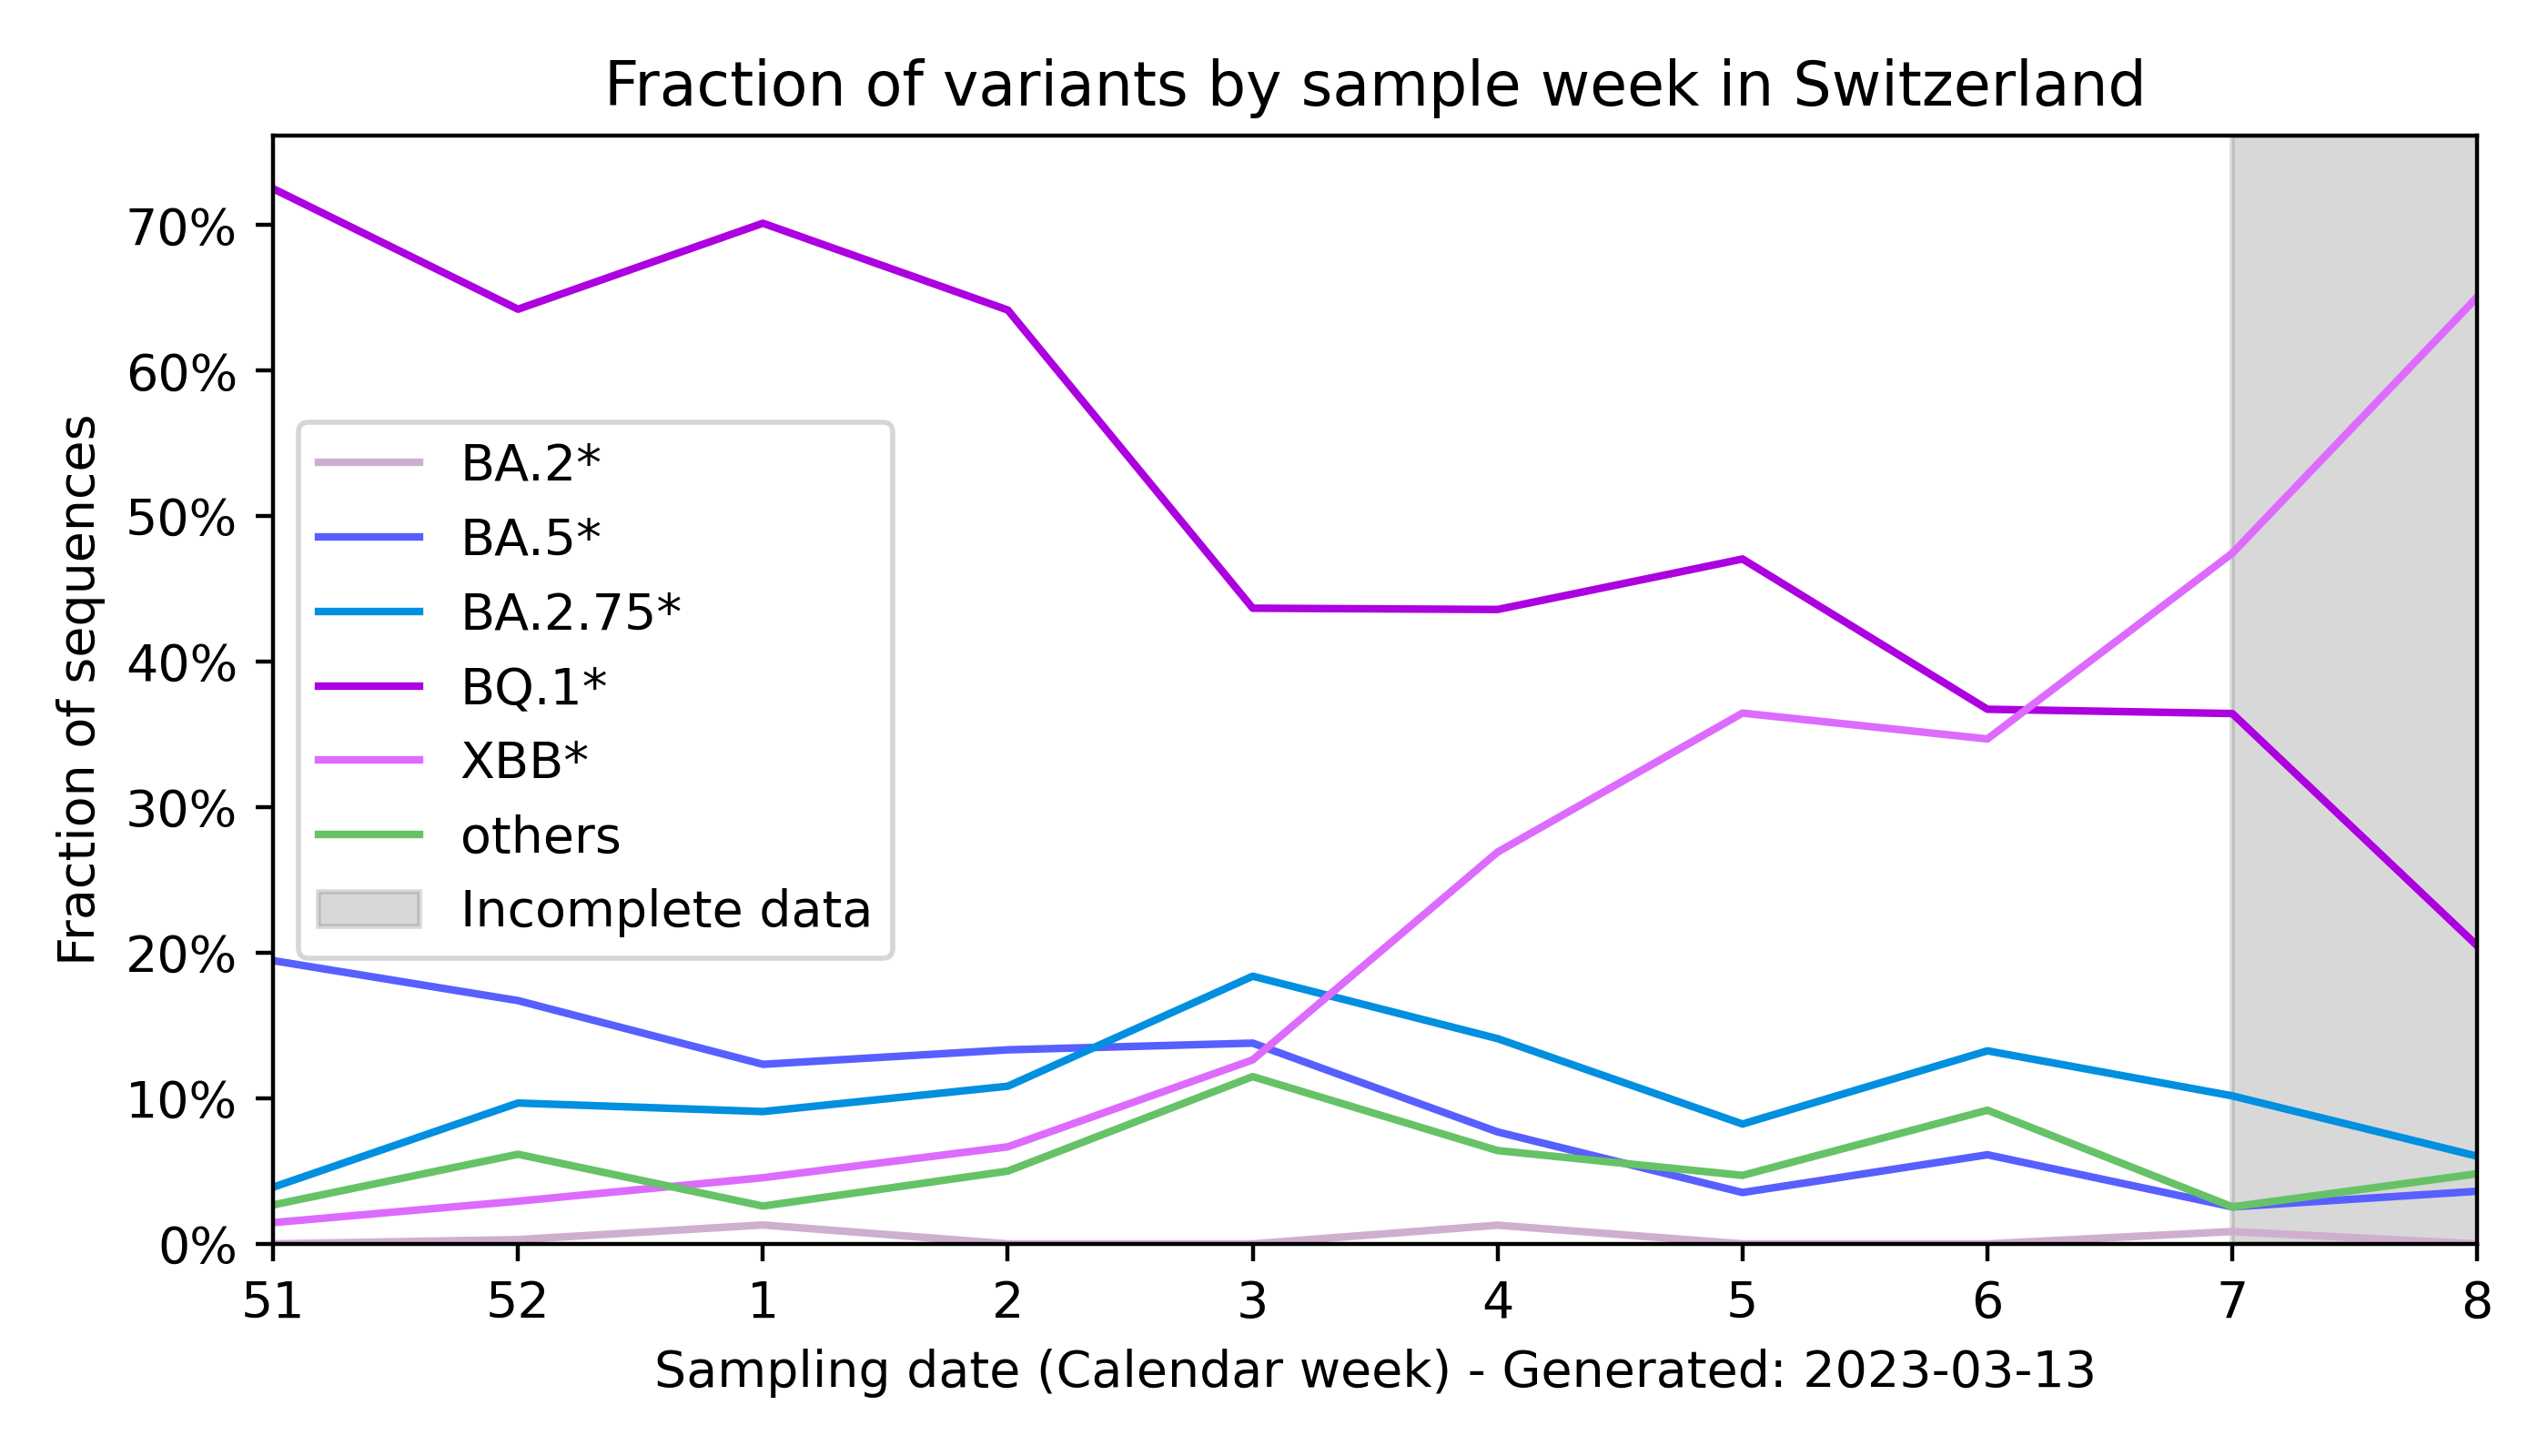 Fraction of variants by sample week in Switzerland
Fraction of sequences
70%
60%
50%
40%
30%
20%
10%
0%
BA.2*
BA.5*
BA.2.75*
BQ.1*
XBB*
others
Incomplete data
51 52 1 2 3 4 5 6 7 8
Sampling date (Calendar week) - Generated: 2023-03-13